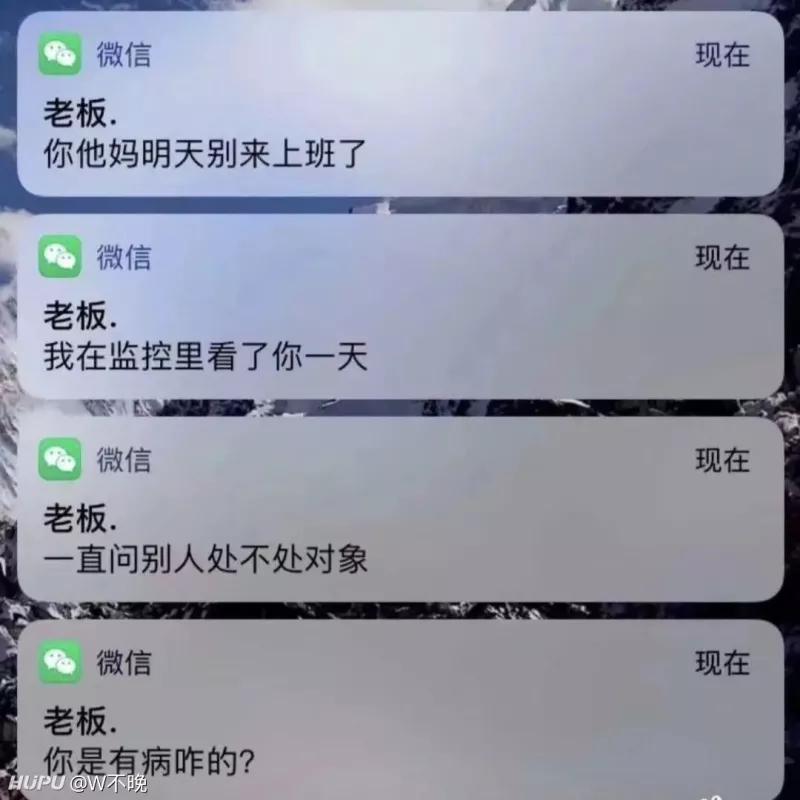 微信 现在
老板.
你他妈明天别来上班了
微信 现在
老板.
我在监控里看了你一天
微信 现在
老板.
一直问别人处不处对象
微信 现在
老板.
你是有病咋的?
HUPU @W不晚